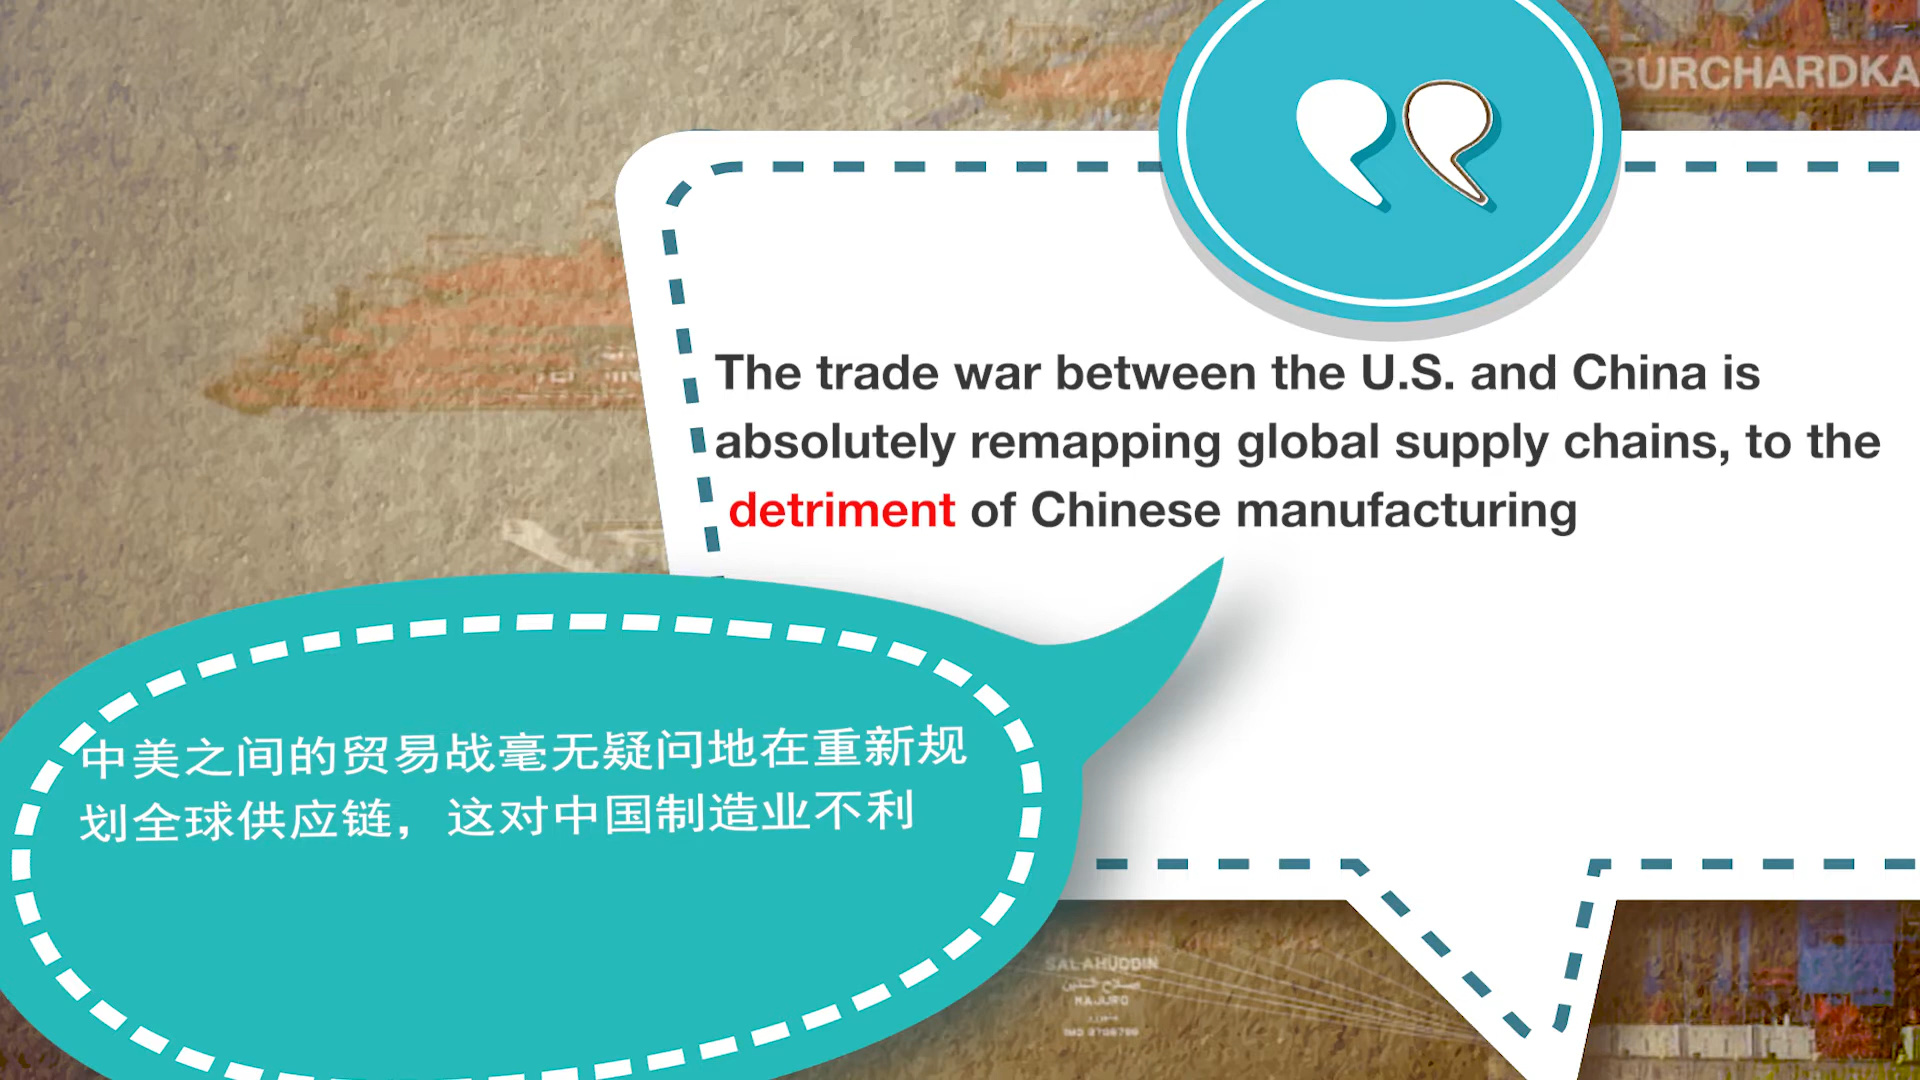 BURCHARDKA
The trade war between the U.S. and China is
absolutely remapping global supply chains, to the
detriment of Chinese manufacturing
中美之间的贸易战毫无疑问地在重新规
划全球供应链，这对中国制造业不利
SALAHUDDIN
صلاح الدين
MAJURO